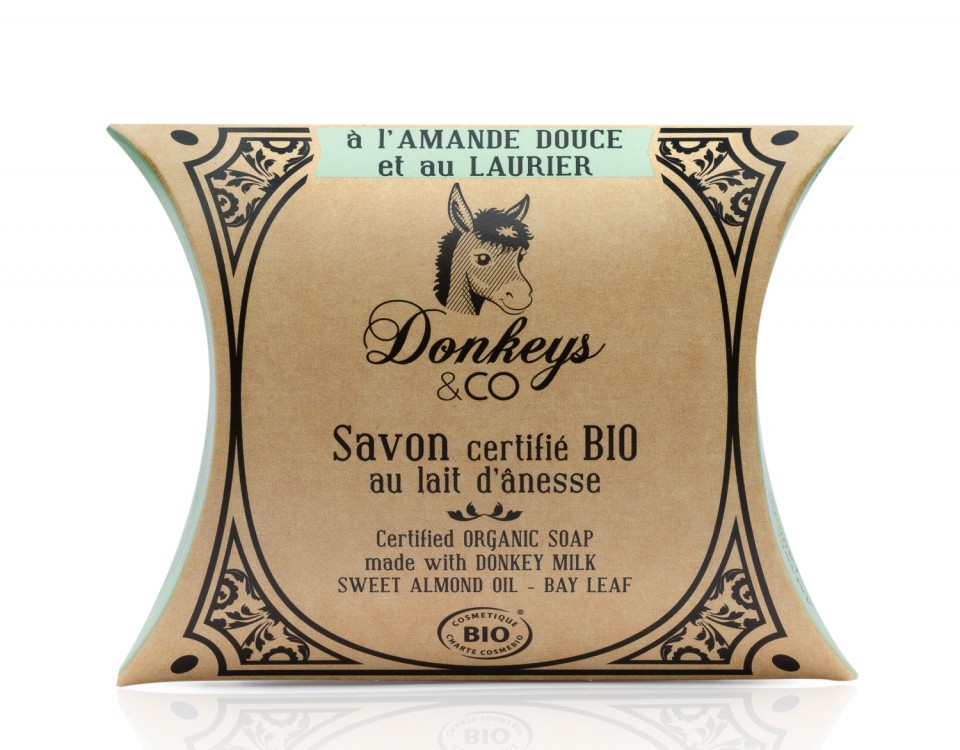 à l'AMANDE DOUCE
et au LAURIER
Donkeys
&CO
Savon certifié BIO
au lait d'ânesse
Certified ORGANIC SOAP
made with DONKEY MILK
SWEET ALMOND OIL - BAY LEAF
COSMETIQUE ®
BIO
CHARTE COSMEBIO